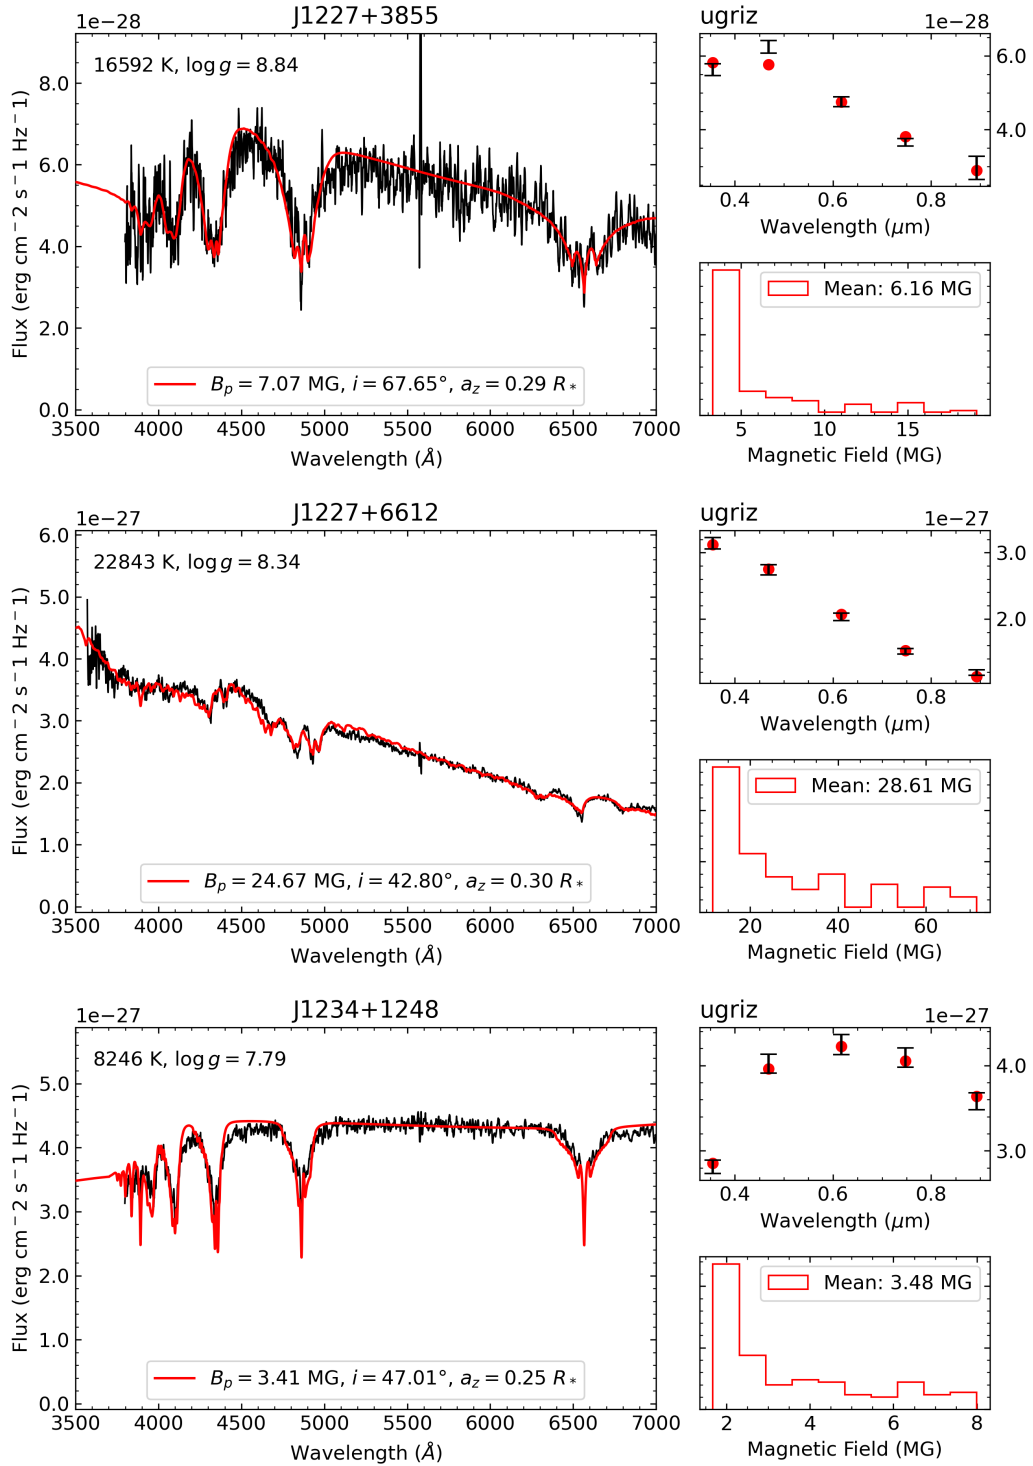 J1227+3855
1e−28
16592 K, log g = 8.84
Flux (erg cm−2 s−1 Hz−1)
8.0
6.0
4.0
2.0
0.0
B_p = 7.07 MG, i = 67.65°, a_z = 0.29 R_*
3500 4000 4500 5000 5500 6000 6500 7000
Wavelength (Å)
ugriz
1e−28
6.0
4.0
0.4 0.6 0.8
Wavelength (μm)
Mean: 6.16 MG
5 10 15
Magnetic Field (MG)
J1227+6612
1e−27
22843 K, log g = 8.34
Flux (erg cm−2 s−1 Hz−1)
6.0
5.0
4.0
3.0
2.0
1.0
0.0
B_p = 24.67 MG, i = 42.80°, a_z = 0.30 R_*
3500 4000 4500 5000 5500 6000 6500 7000
Wavelength (Å)
ugriz
1e−27
3.0
2.0
0.4 0.6 0.8
Wavelength (μm)
Mean: 28.61 MG
20 40 60
Magnetic Field (MG)
J1234+1248
1e−27
8246 K, log g = 7.79
Flux (erg cm−2 s−1 Hz−1)
5.0
4.0
3.0
2.0
1.0
0.0
B_p = 3.41 MG, i = 47.01°, a_z = 0.25 R_*
3500 4000 4500 5000 5500 6000 6500 7000
Wavelength (Å)
ugriz
1e−27
4.0
3.0
0.4 0.6 0.8
Wavelength (μm)
Mean: 3.48 MG
2 4 6 8
Magnetic Field (MG)